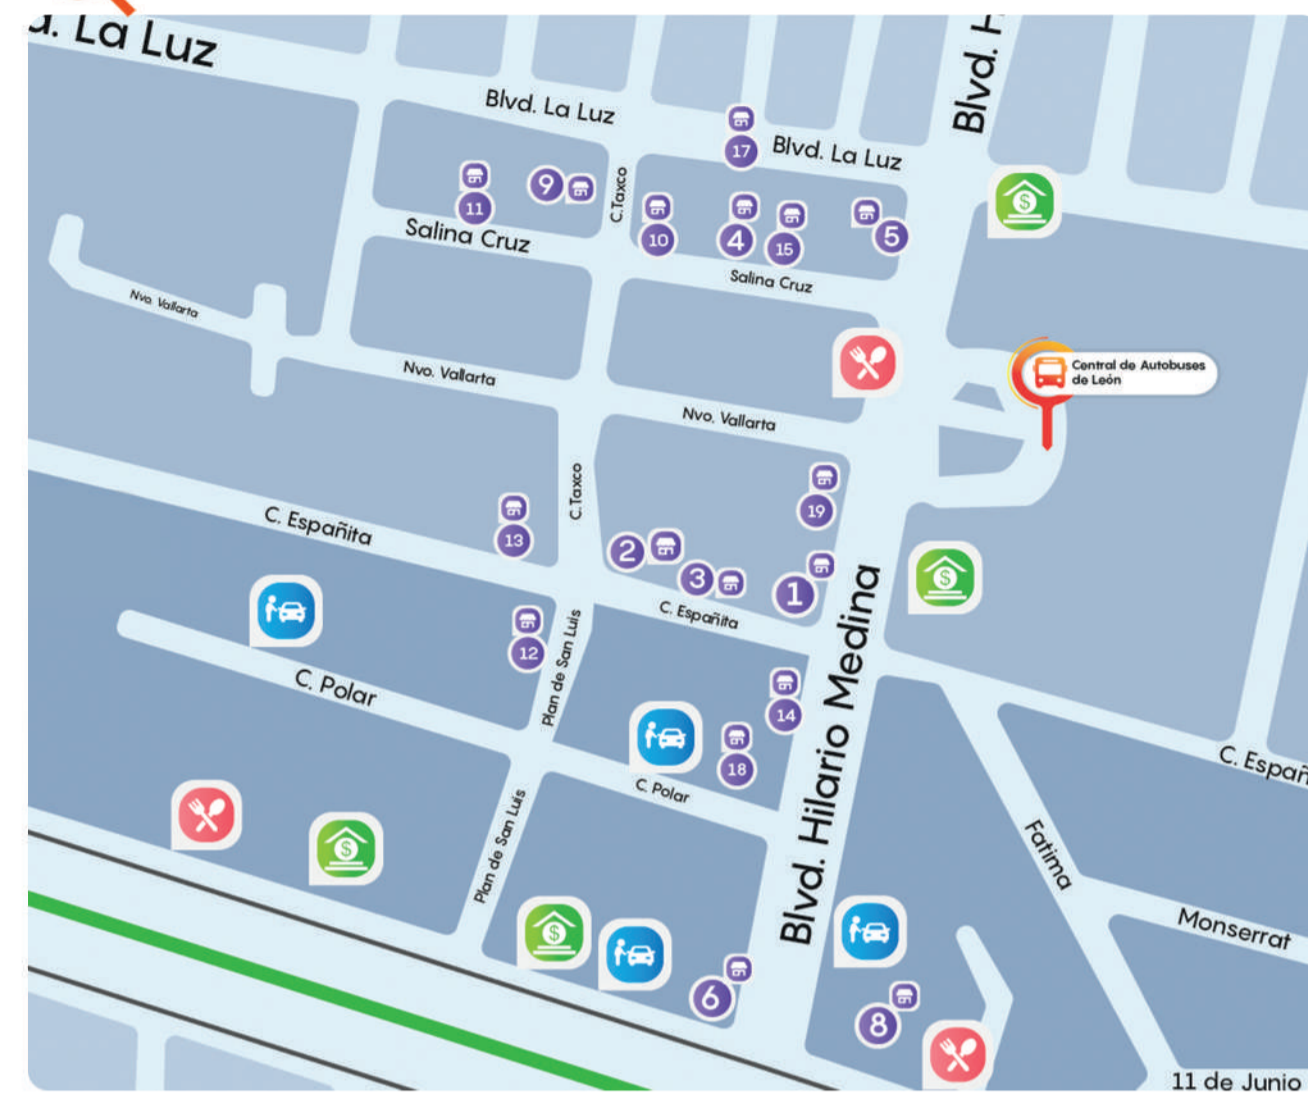 . La Luz
Blvd. H
Blvd. La Luz
17
Blvd. La Luz
9
11
C.Taxco
10
4
15
5
Salina Cruz
Salina Cruz
Nvo. Vallarta
Nvo. Vallarta
Central de Autobuses
de León
Nvo. Vallarta
C.Taxco
19
C. Españita
13
2
3
1
C. Españita
12
Plan de San Luis
14
C. Polar
18
C. Polar
Blvd. Hilario Medina
C. Españ
Plan de San Luis
Fatima
Monserrat
6
8
11 de Junio
$
$
$
$